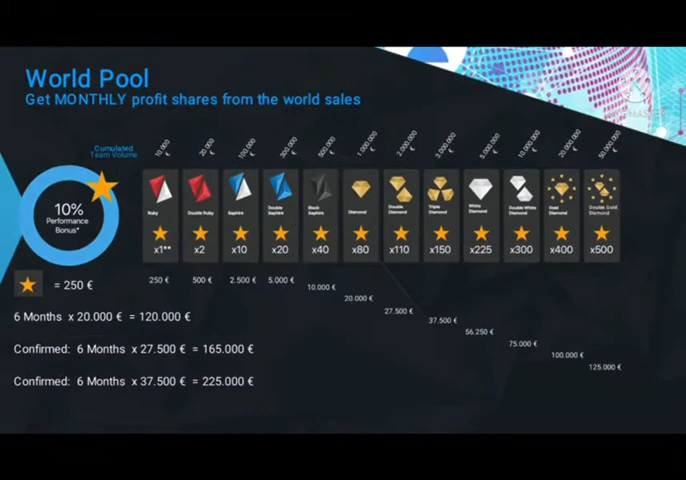 World Pool
Get MONTHLY profit shares from the world sales
Cumulated
Team Volume
10.000 €
20.000 €
100.000 €
300.000 €
500.000 €
1.000.000 €
2.000.000 €
3.000.000 €
5.000.000 €
10.000.000 €
20.000.000 €
50.000.000 €
10%
Performance
Bonus*
Ruby
Double Ruby
Saphire
Double
Saphire
Black
Saphire
Diamond
Double
Diamond
Triple
Diamond
White
Diamond
Double White
Diamond
Gold
Diamond
Double Gold
Diamond
x1**
x2
x10
x20
x40
x80
x110
x150
x225
x300
x400
x500
= 250 €
250 €
500 €
2.500 €
5.000 €
10.000 €
20.000 €
27.500 €
37.500 €
56.250 €
75.000 €
100.000 €
125.000 €
6 Months x 20.000 € = 120.000 €
Confirmed: 6 Months x 27.500 € = 165.000 €
Confirmed: 6 Months x 37.500 € = 225.000 €